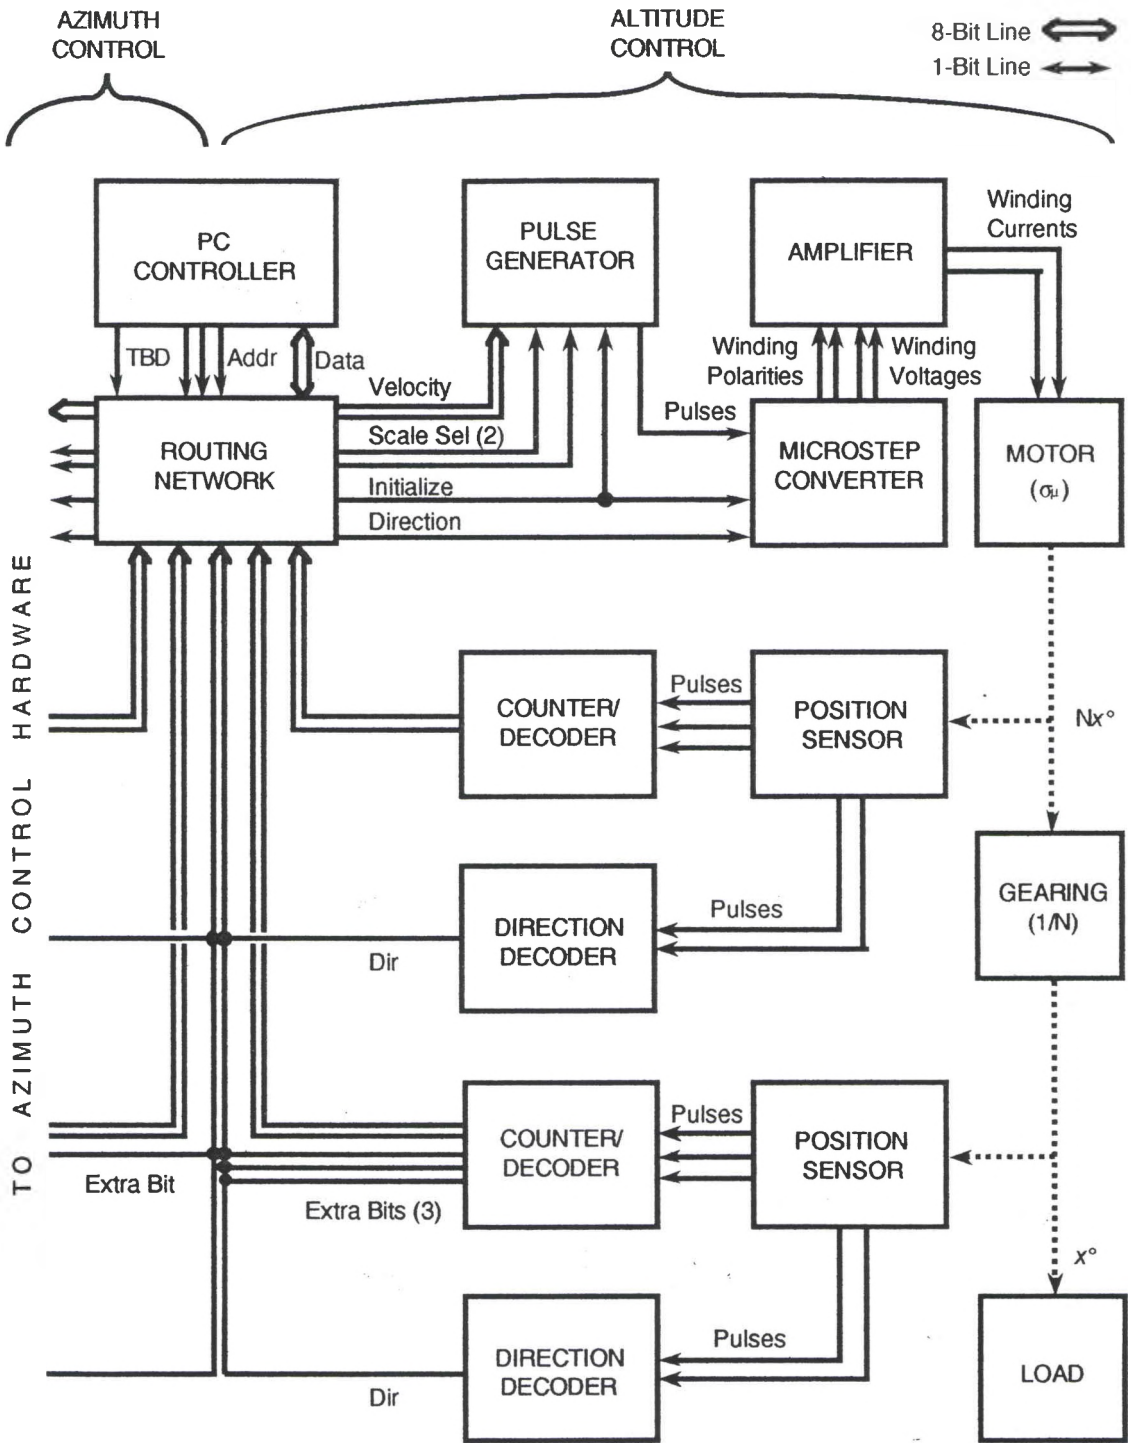 AZIMUTH
CONTROL
ALTITUDE
CONTROL
8-Bit Line
1-Bit Line
PC
CONTROLLER
PULSE
GENERATOR
AMPLIFIER
Winding
Currents
TBD
Addr
Data
Winding
Polarities
Winding
Voltages
Velocity
Pulses
Scale Sel (2)
ROUTING
NETWORK
MICROSTEP
CONVERTER
MOTOR
(σμ)
Initialize
Direction
TO AZIMUTH CONTROL HARDWARE
COUNTER/
DECODER
Pulses
POSITION
SENSOR
Nx°
GEARING
(1/N)
DIRECTION
DECODER
Pulses
Dir
COUNTER/
DECODER
Pulses
POSITION
SENSOR
Extra Bit
Extra Bits (3)
x°
DIRECTION
DECODER
Pulses
Dir
LOAD